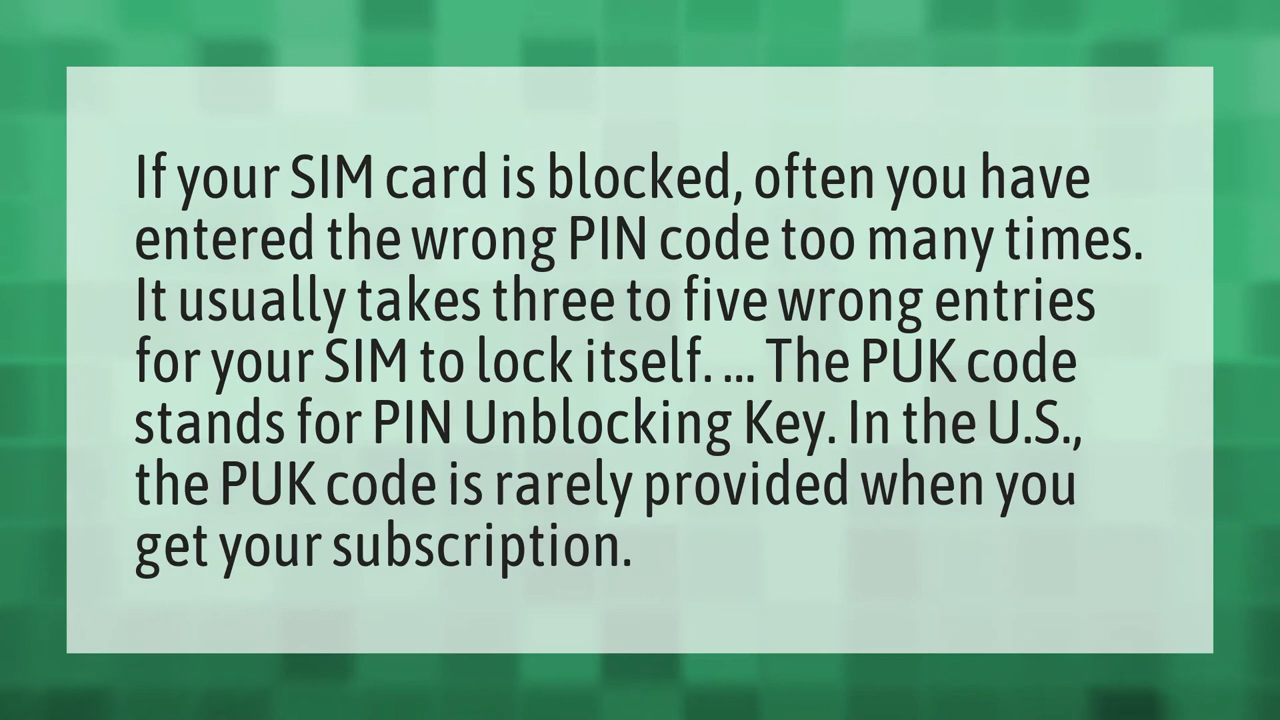 If your SIM card is blocked, often you have
entered the wrong PIN code too many times.
It usually takes three to five wrong entries
for your SIM to lock itself. ... The PUK code
stands for PIN Unblocking Key. In the U.S.,
the PUK code is rarely provided when you
get your subscription.